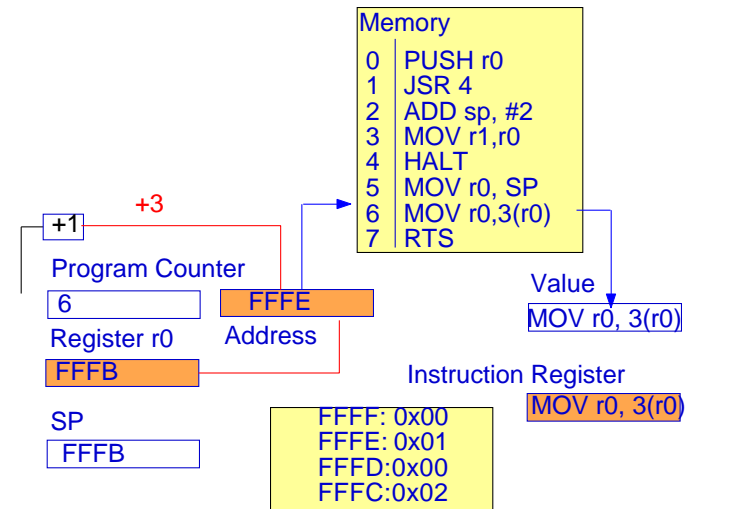 Memory
0 PUSH r0
1 JSR 4
2 ADD sp, #2
3 MOV r1,r0
4 HALT
5 MOV r0, SP
6 MOV r0,3(r0)
7 RTS
+3
+1
Program Counter
6
FFFE
Address
Value
MOV r0, 3(r0)
Register r0
FFFB
Instruction Register
MOV r0, 3(r0)
SP
FFFB
FFFF: 0x00
FFFE: 0x01
FFFD:0x00
FFFC:0x02